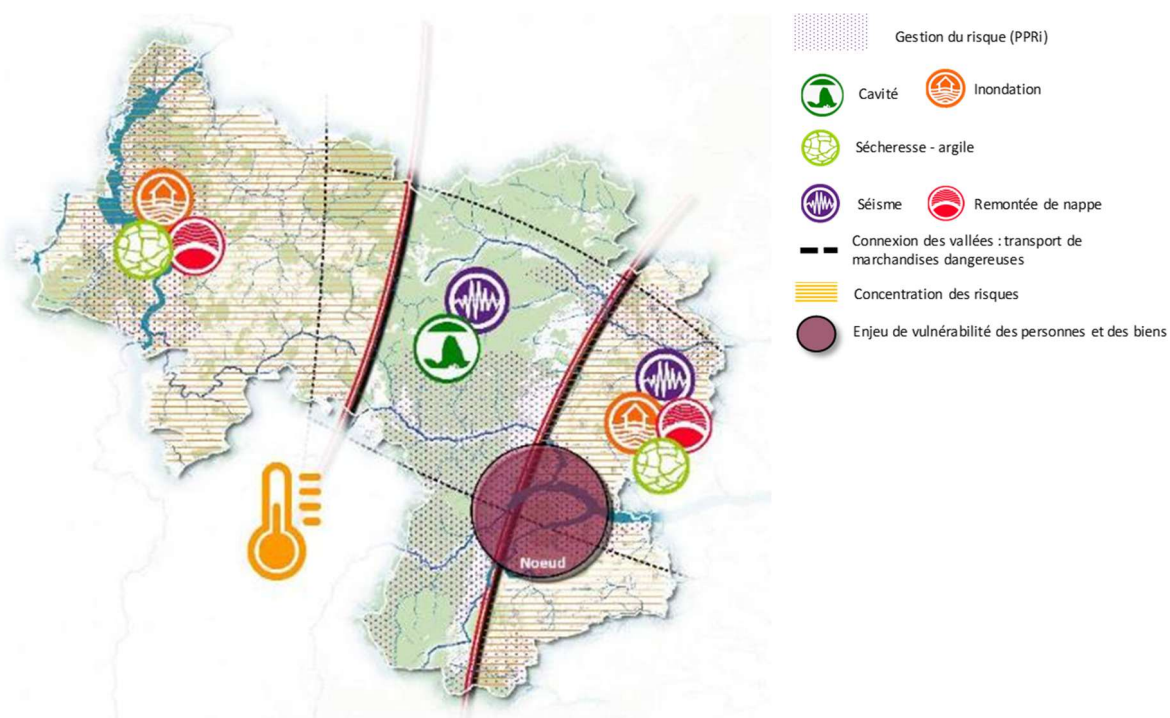 Gestion du risque (PPRi)
Cavité
Inondation
Sécheresse - argile
Séisme
Remontée de nappe
Connexion des vallées : transport de
marchandises dangereuses
Concentration des risques
Enjeu de vulnérabilité des personnes et des biens
Noeud